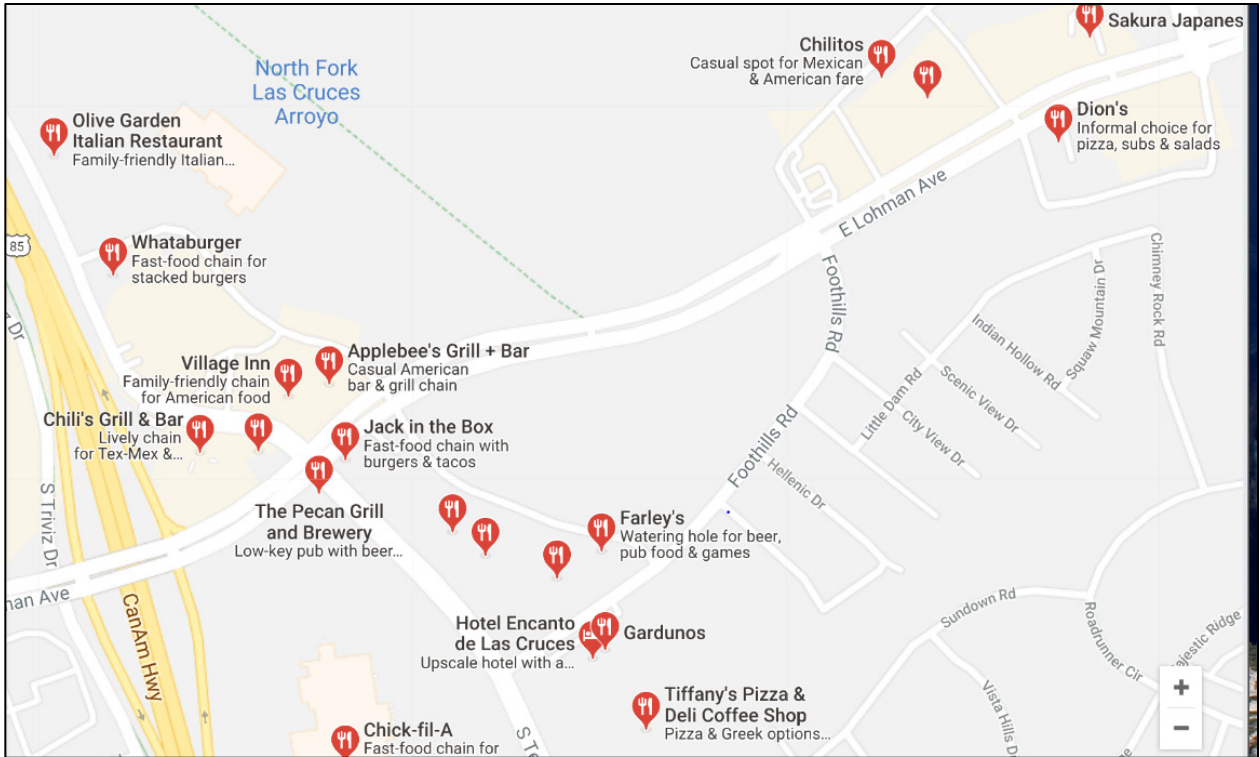 Sakura Japanes
Chilitos
Casual spot for Mexican
& American fare
North Fork
Las Cruces
Arroyo
Olive Garden
Italian Restaurant
Family-friendly Italian...
Dion's
Informal choice for
pizza, subs & salads
E Lohman Ave
85
Whataburger
Fast-food chain for
stacked burgers
Foothills Rd
Chimney Rock Rd
Squaw Mountain Dr
Indian Hollow Rd
Scenic View Dr
Little Dam Rd
City View Dr
z Dr
Applebee's Grill + Bar
Casual American
bar & grill chain
Village Inn
Family-friendly chain
for American food
Chili's Grill & Bar
Lively chain
for Tex-Mex &...
Jack in the Box
Fast-food chain with
burgers & tacos
Foothills Rd
Hellenic Dr
S Triviz Dr
The Pecan Grill
and Brewery
Low-key pub with beer...
Farley's
Watering hole for beer,
pub food & games
man Ave
CanAm Hwy
Hotel Encanto
de Las Cruces
Upscale hotel with a...
Gardunos
Sundown Rd
Roadrunner Cir
ajestic Ridge
Tiffany's Pizza &
Deli Coffee Shop
Pizza & Greek options...
Vista Hills D
S Te
Chick-fil-A
Fast-food chain for
+
−